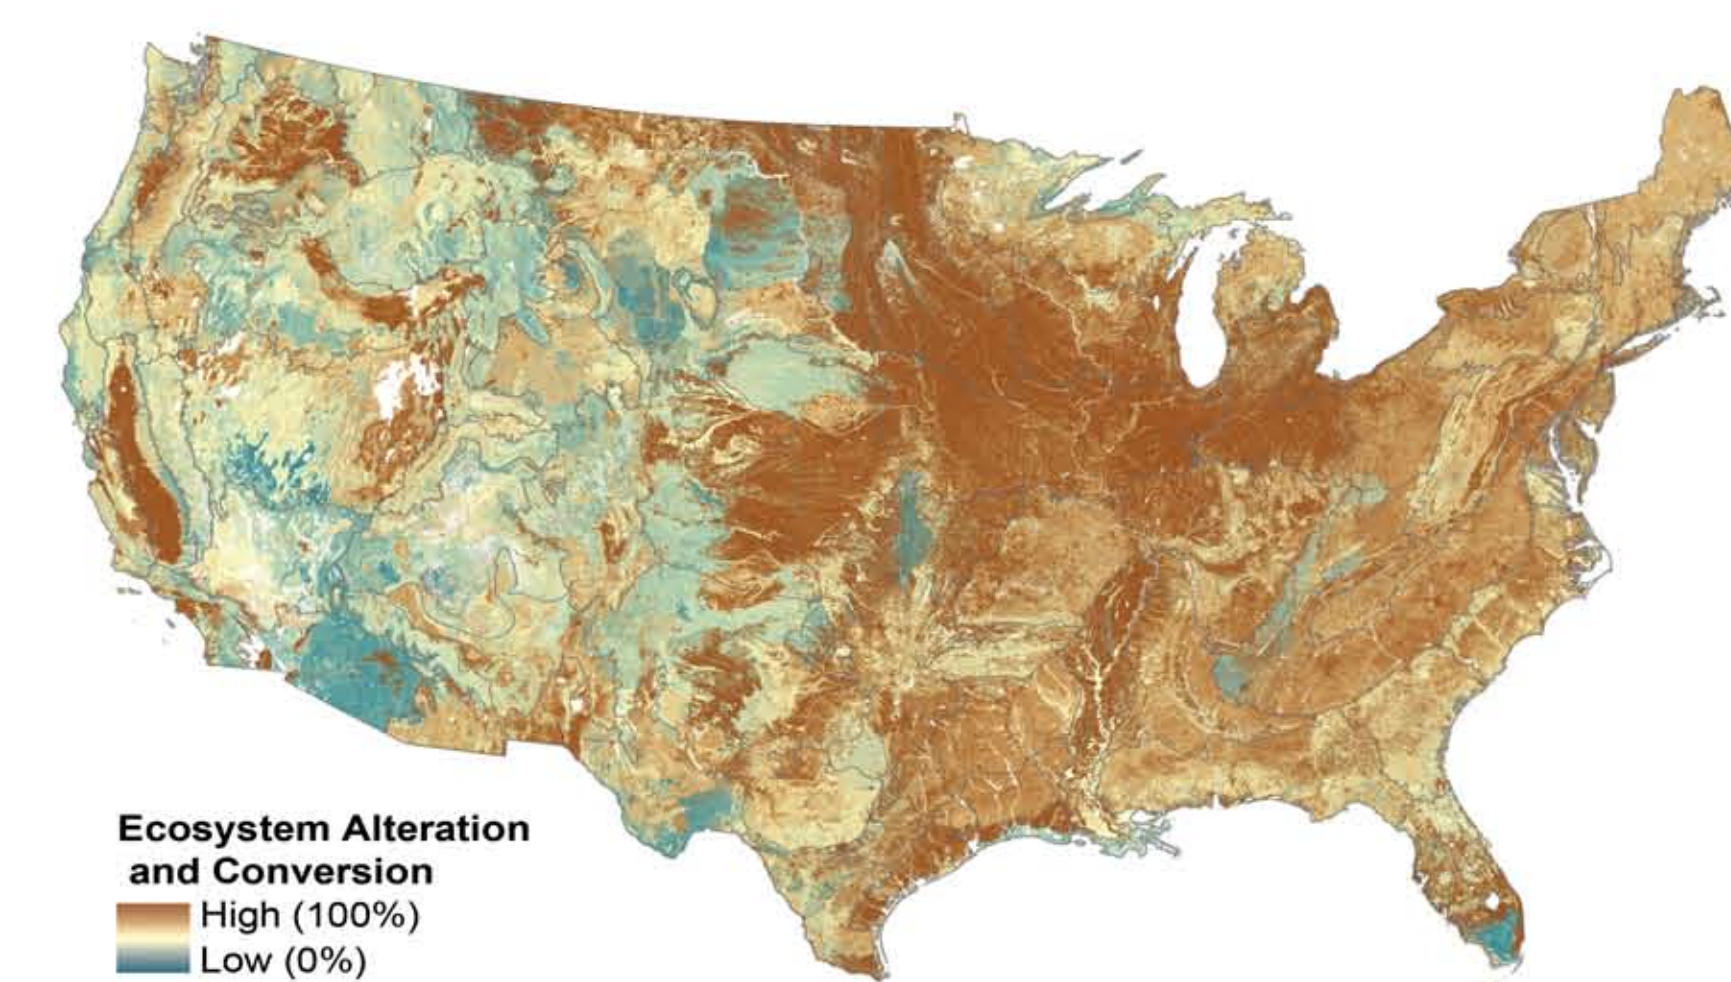 Ecosystem Alteration
and Conversion
High (100%)
Low (0%)